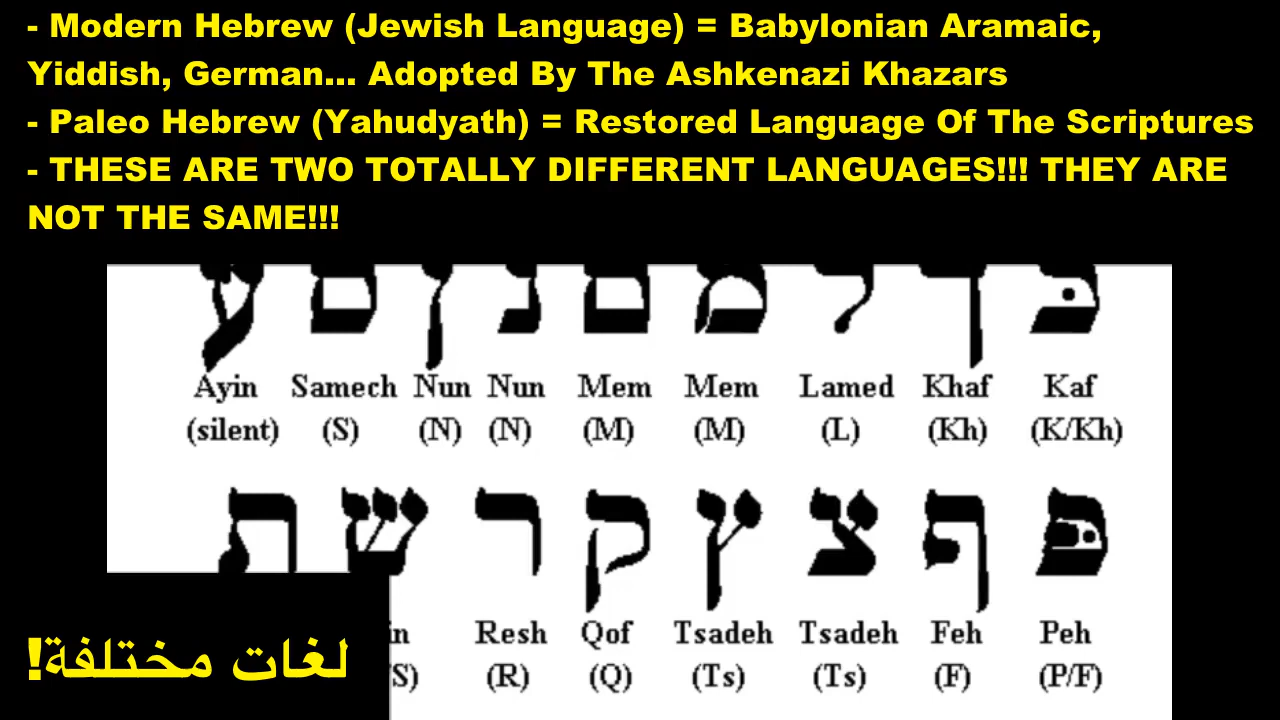 - Modern Hebrew (Jewish Language) = Babylonian Aramaic,
Yiddish, German... Adopted By The Ashkenazi Khazars
- Paleo Hebrew (Yahudyath) = Restored Language Of The Scriptures
- THESE ARE TWO TOTALLY DIFFERENT LANGUAGES!!! THEY ARE
NOT THE SAME!!!
ע ס ן נ ם מ ל ך כּ
Ayin Samech Nun Nun Mem Mem Lamed Khaf Kaf
(silent) (S) (N) (N) (M) (M) (L) (Kh) (K/Kh)
ת ש ר ק ץ צ ף פּ
in Resh Qof Tsadeh Tsadeh Feh Peh
S) (R) (Q) (Ts) (Ts) (F) (P/F)
لغات مختلفة!